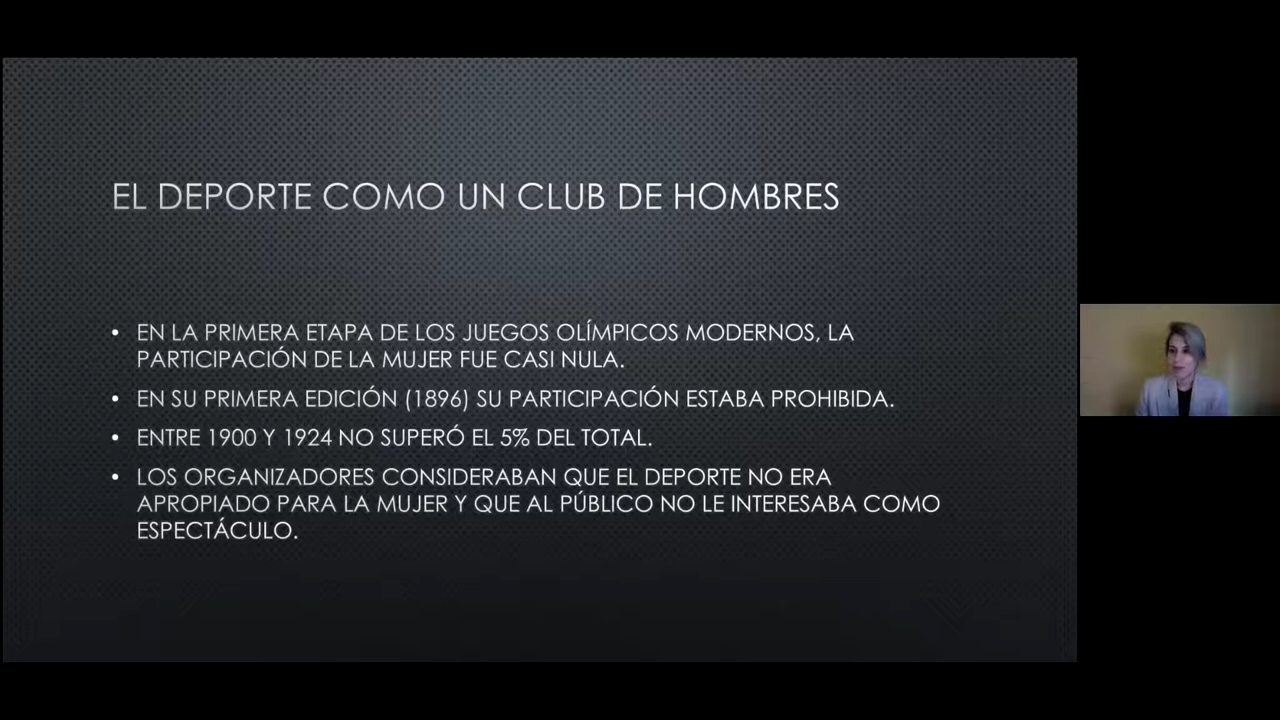 EL DEPORTE COMO UN CLUB DE HOMBRES
• EN LA PRIMERA ETAPA DE LOS JUEGOS OLÍMPICOS MODERNOS, LA
PARTICIPACIÓN DE LA MUJER FUE CASI NULA.
• EN SU PRIMERA EDICIÓN (1896) SU PARTICIPACIÓN ESTABA PROHIBIDA.
• ENTRE 1900 Y 1924 NO SUPERÓ EL 5% DEL TOTAL.
• LOS ORGANIZADORES CONSIDERABAN QUE EL DEPORTE NO ERA
APROPIADO PARA LA MUJER Y QUE AL PÚBLICO NO LE INTERESABA COMO
ESPECTÁCULO.